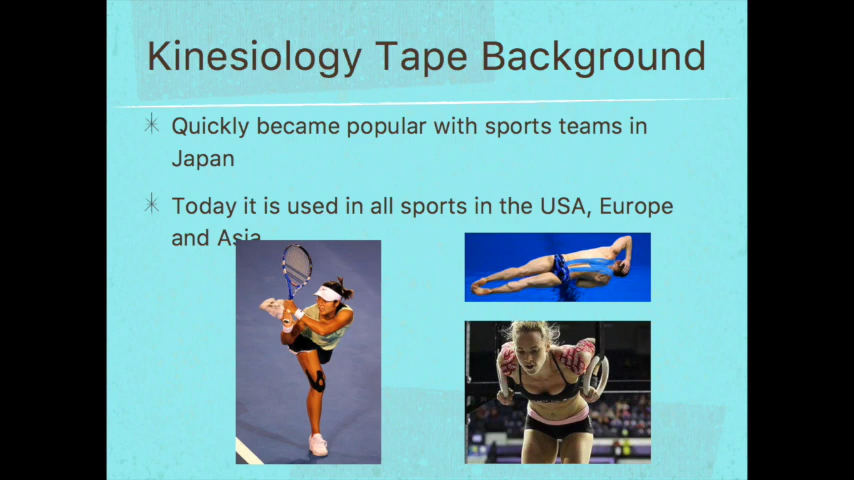 Kinesiology Tape Background
Quickly became popular with sports teams in
Japan
Today it is used in all sports in the USA, Europe
and Asia